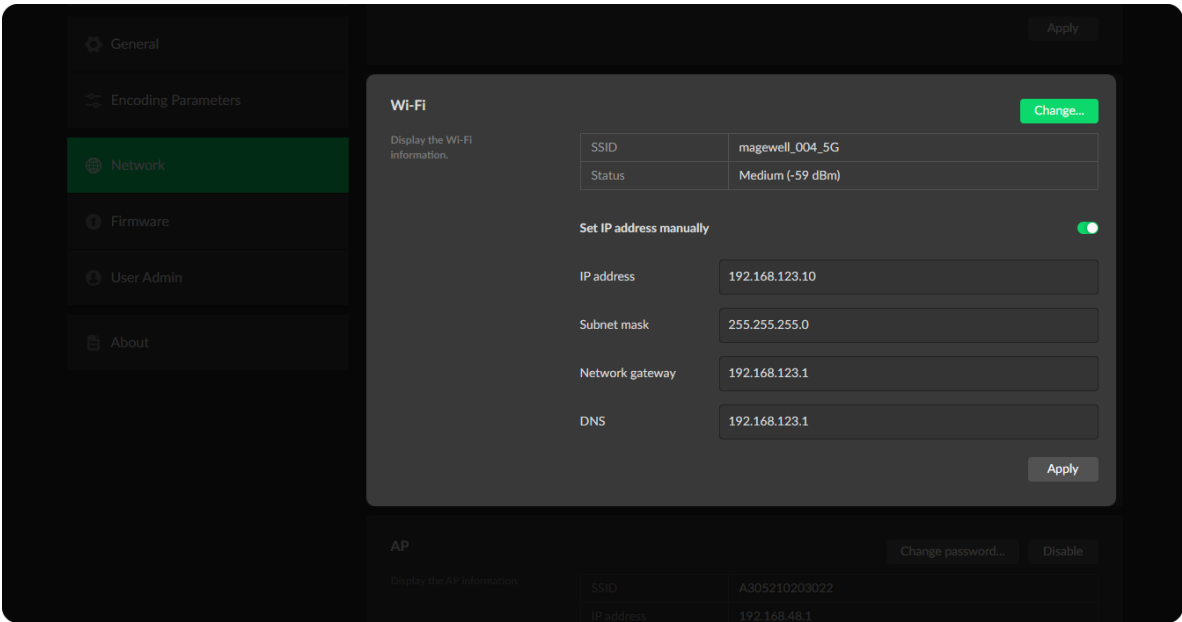 General
Encoding Parameters
Network
Firmware
User Admin
About
Apply
Wi-Fi
Change...
Display the Wi-Fi
information.
SSID magewell_004_5G
Status Medium (-59 dBm)
Set IP address manually
IP address 192.168.123.10
Subnet mask 255.255.255.0
Network gateway 192.168.123.1
DNS 192.168.123.1
Apply
AP
Change password... Disable
Display the AP information
SSID A305210203022
IP address 192.168.48.1